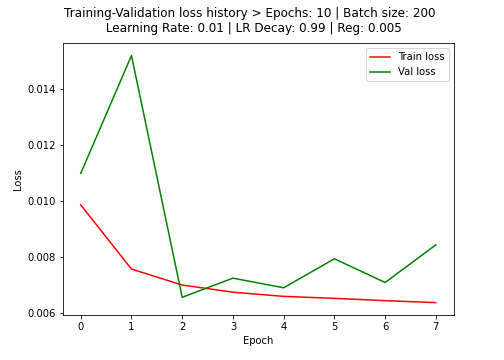 Training-Validation loss history > Epochs: 10 | Batch size: 200
Learning Rate: 0.01 | LR Decay: 0.99 | Reg: 0.005
Train loss
Val loss
0.014
0.012
0.010
0.008
0.006
Loss
0 1 2 3 4 5 6 7
Epoch